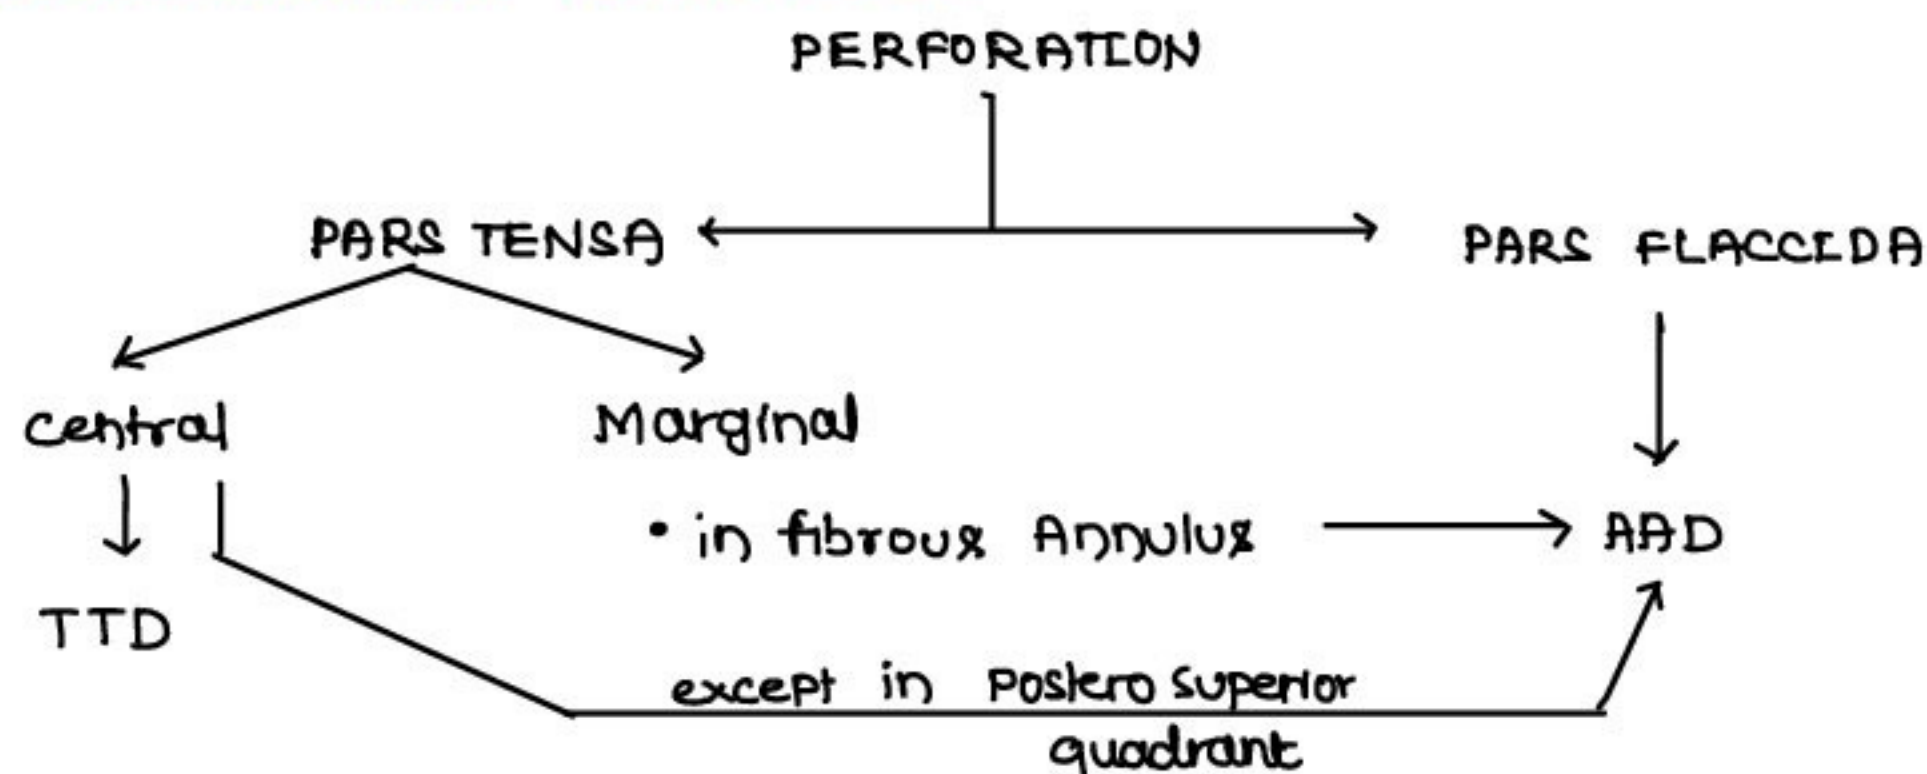 PERFORATION
PARS TENSA
PARS FLACCIDA
Central
Marginal
• in fibrous Annulus
AAD
TTD
except in Postero superior
quadrant